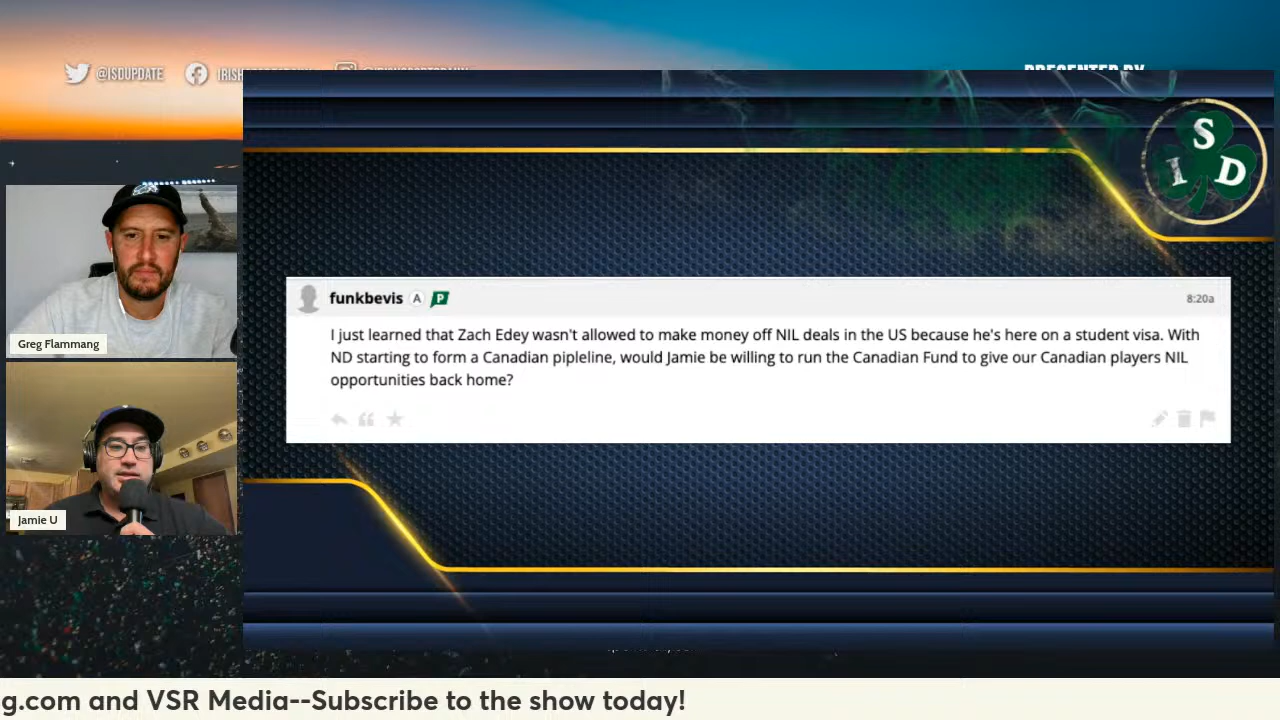 @ISDUPDATE
PRESENTED BY
I S D
funkbevis A P
8:20a
I just learned that Zach Edey wasn't allowed to make money off NIL deals in the US because he's here on a student visa. With
ND starting to form a Canadian pipleline, would Jamie be willing to run the Canadian Fund to give our Canadian players NIL
opportunities back home?
Greg Flammang
Jamie U
g.com and VSR Media--Subscribe to the show today!